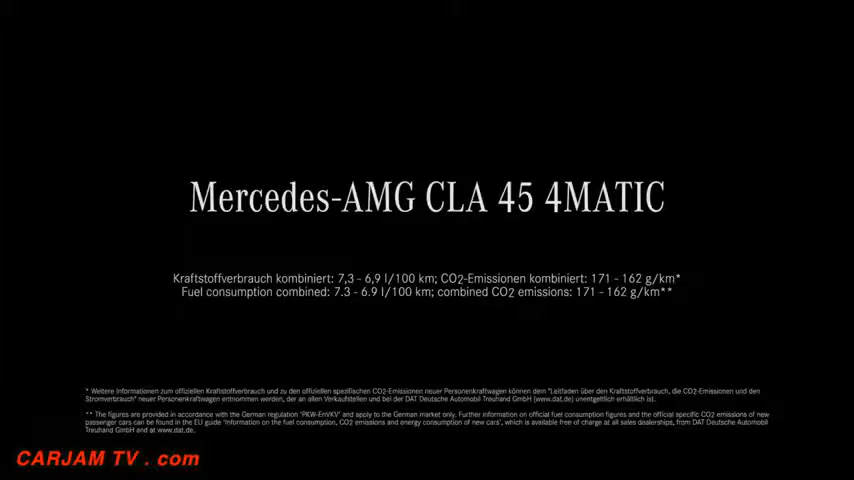 Mercedes-AMG CLA 45 4MATIC
Kraftstoffverbrauch kombiniert: 7,3 - 6,9 l/100 km; CO2-Emissionen kombiniert: 171 - 162 g/km*
Fuel consumption combined: 7.3 - 6.9 l/100 km; combined CO2 emissions: 171 - 162 g/km**
* Weitere Informationen zum offiziellen Kraftstoffverbrauch und zu den offiziellen spezifischen CO2-Emissionen neuer Personenkraftwagen können dem "Leitfaden über den Kraftstoffverbrauch, die CO2-Emissionen und den
Stromverbrauch" neuer Personenkraftwagen entnommen werden, der an allen Verkaufstellen und bei der DAT Deutsche Automobil Treuhand GmbH (www.dat.de) unentgeltlich erhältlich ist.
** The figures are provided in accordance with the German regulation 'PKW-EnVKV' and apply to the German market only. Further information on official fuel consumption figures and the official specific CO2 emissions of new
passenger cars can be found in the EU guide 'Information on the fuel consumption, CO2 emissions and energy consumption of new cars', which is available free of charge at all sales dealerships, from DAT Deutsche Automobil
Treuhand GmbH and at www.dat.de.
CARJAM TV . com